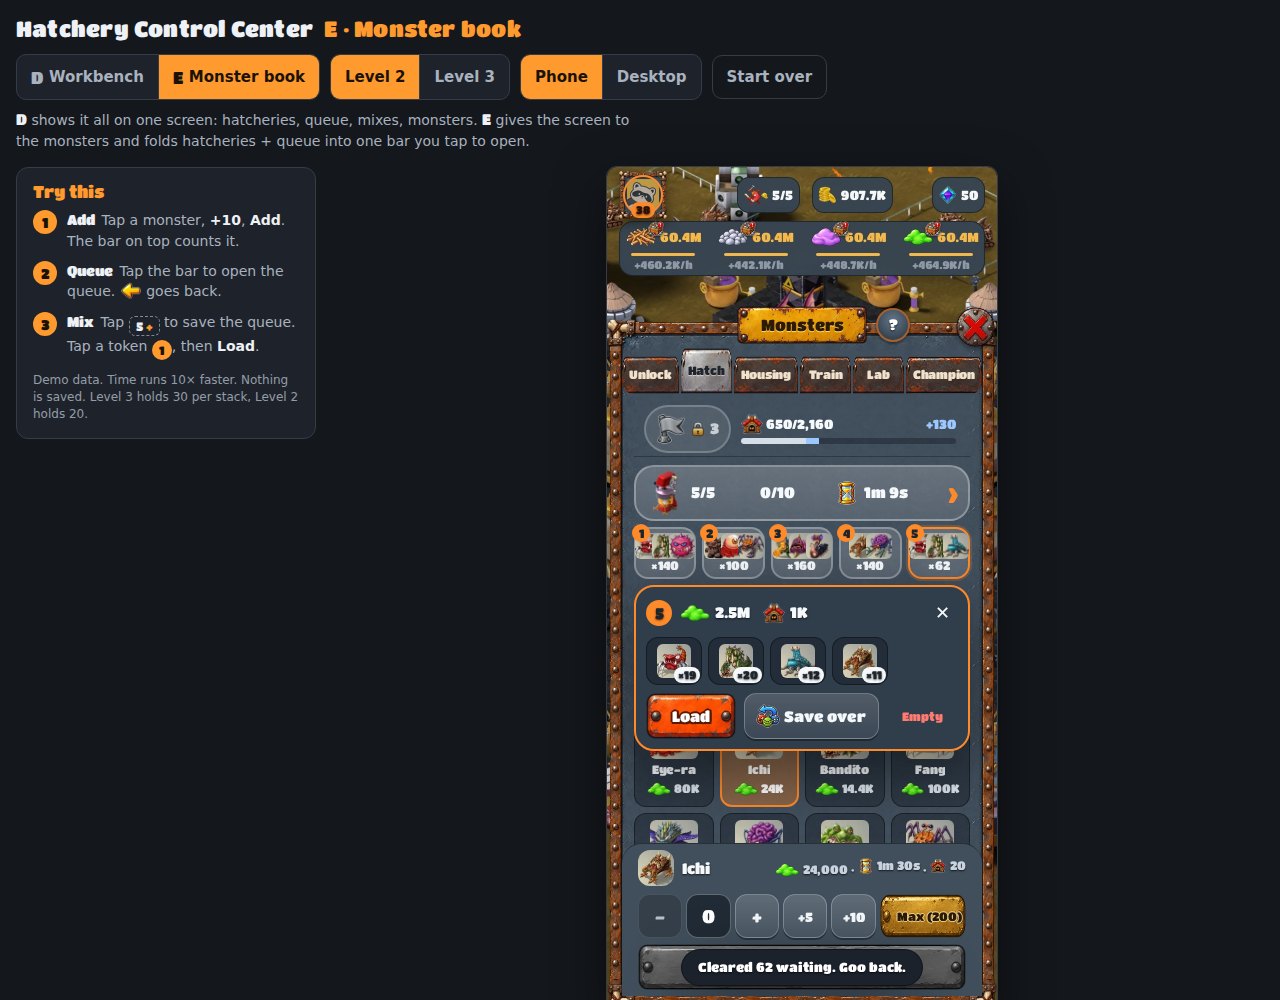 Hatchery Control Center E · Monster book
D Workbench E Monster book Level 2 Level 3 Phone Desktop Start over
D shows it all on one screen: hatcheries, queue, mixes, monsters. E gives the screen to
the monsters and folds hatcheries + queue into one bar you tap to open.
Try this
1 Add Tap a monster, +10, Add.
The bar on top counts it.
2 Queue Tap the bar to open the
queue. goes back.
3 Mix Tap 5 + to save the queue.
Tap a token 1, then Load.
Demo data. Time runs 10× faster. Nothing
is saved. Level 3 holds 30 per stack, Level 2
holds 20.
30 5/5 907.7K 50
60.4M 60.4M 60.4M 60.4M
+460.2K/h +442.1K/h +448.7K/h +464.9K/h
Monsters ?
Unlock Hatch Housing Train Lab Champion
3 650/2,160 +130
5/5 0/10 1m 9s ❯
1 2 3 4 5
×140 ×100 ×160 ×140 ×62
5 2.5M 1K ✕
×19 ×20 ×12 ×11
Load Save over Empty
Eye-ra Ichi Bandito Fang
80K 24K 14.4K 100K
Ichi 24,000 · 1m 30s · 20
− 0 + +5 +10 Max (200)
Cleared 62 waiting. Goo back.